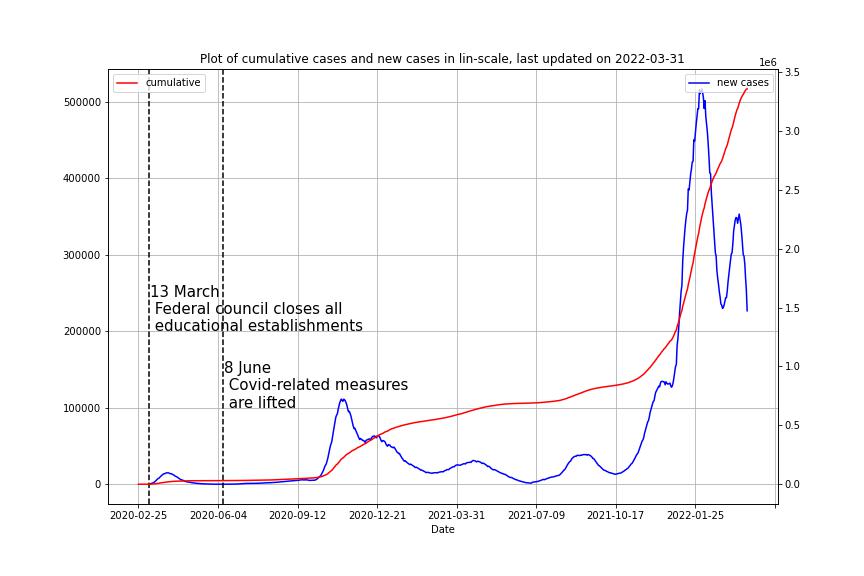 Plot of cumulative cases and new cases in lin-scale, last updated on 2022-03-31
1e6
cumulative
new cases
500000
400000
300000
200000
100000
0
3.5
3.0
2.5
2.0
1.5
1.0
0.5
0.0
13 March
Federal council closes all
educational establishments
8 June
Covid-related measures
are lifted
2020-02-25 2020-06-04 2020-09-12 2020-12-21 2021-03-31 2021-07-09 2021-10-17 2022-01-25
Date